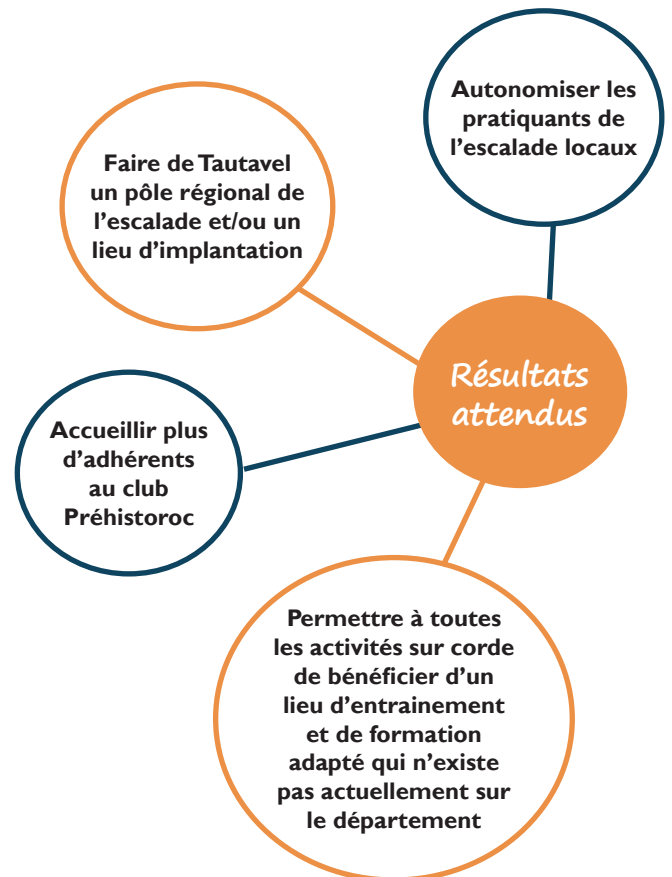 Autonomiser les
pratiquants de
l'escalade locaux
Faire de Tautavel
un pôle régional de
l'escalade et/ou un
lieu d'implantation
Résultats
attendus
Accueillir plus
d'adhérents
au club
Préhistoroc
Permettre à toutes
les activités sur corde
de bénéficier d'un
lieu d'entrainement
et de formation
adapté qui n'existe
pas actuellement sur
le département